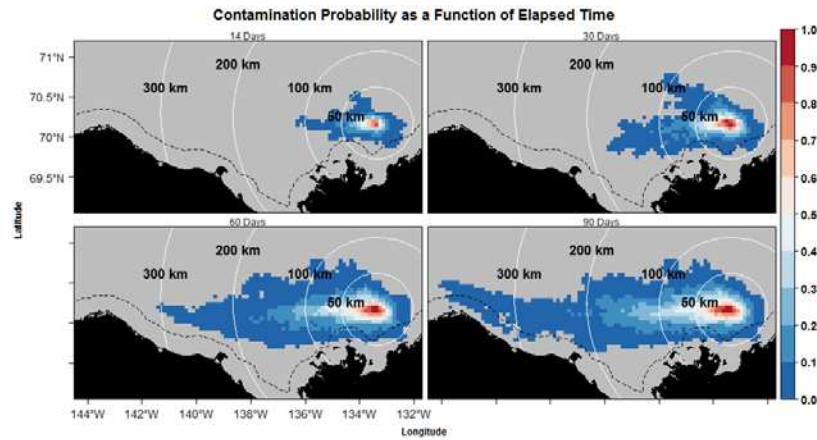 Contamination Probability as a Function of Elapsed Time
14 Days
30 Days
71°N
70.5°N
70°N
69.5°N
200 km
300 km
100 km
50 km
200 km
300 km
100 km
50 km
60 Days
90 Days
200 km
300 km
100 km
50 km
200 km
300 km
100 km
50 km
1.0
0.9
0.8
0.7
0.6
0.5
0.4
0.3
0.2
0.1
0.0
Latitude
144°W 142°W 140°W 136°W 134°W 132°W
Longitude